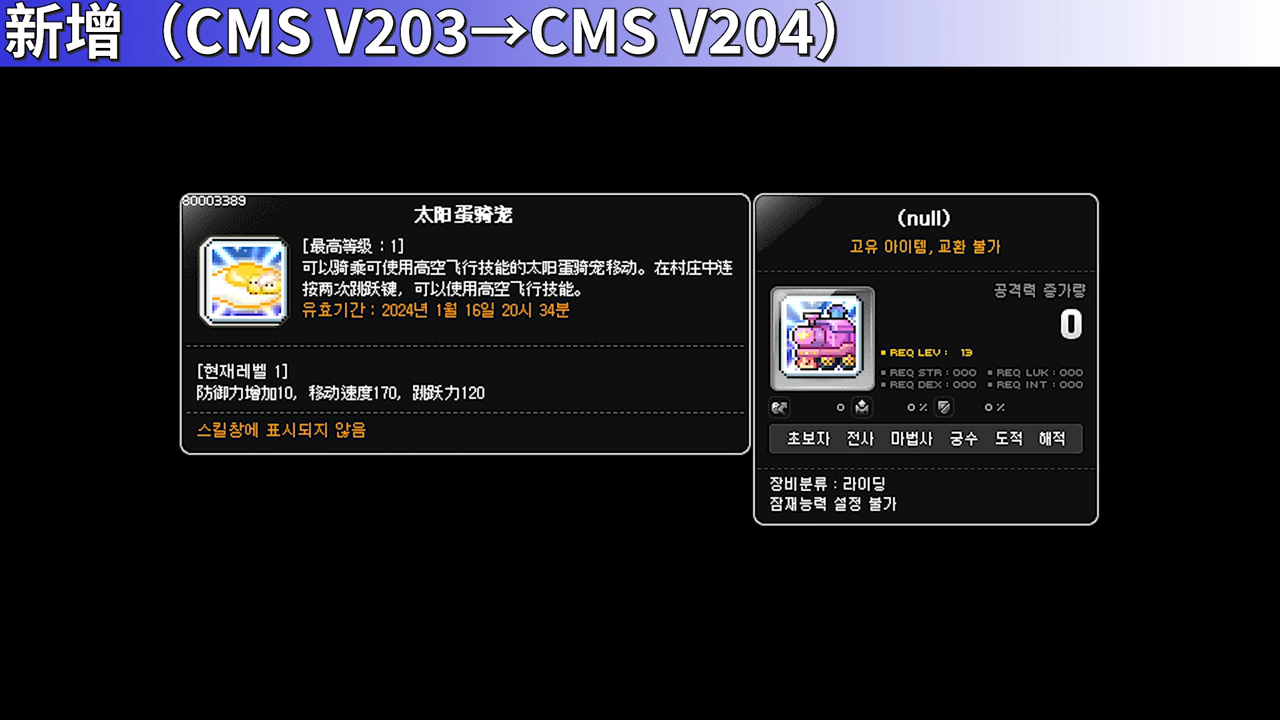 新增（CMS V203→CMS V204）
80003389
太阳蛋骑宠
[最高等级 : 1]
可以骑乘可使用高空飞行技能的太阳蛋骑宠移动。在村庄中连
按两次跳跃键，可以使用高空飞行技能。
유효기간 : 2024년 1월 16일 20시 34분
[현재레벨 1]
防御力增加10, 移动速度170, 跳跃力120
스킬창에 표시되지 않음
(null)
고유 아이템, 교환 불가
공격력 증가량
0
REQ LEV : 13
REQ STR : 000 REQ LUK : 000
REQ DEX : 000 REQ INT : 000
0 0 % 0 %
초보자 전사 마법사 궁수 도적 해적
장비분류 : 라이딩
잠재능력 설정 불가